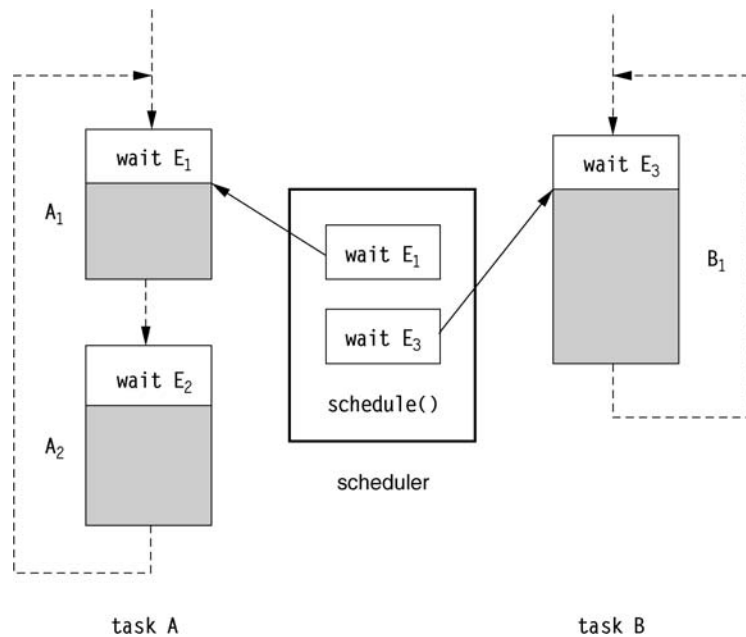 wait E₁
A₁
wait E₂
A₂
wait E₁
wait E₃
schedule()
scheduler
wait E₃
B₁
task A
task B